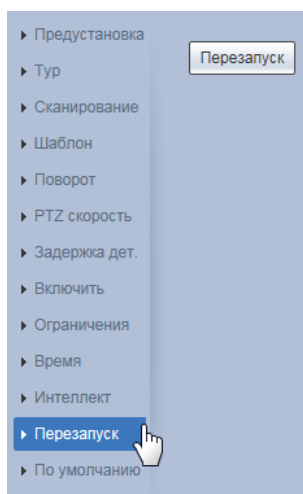 Предустановка
Тур
Сканирование
Шаблон
Поворот
PTZ скорость
Задержка дет.
Включить
Ограничения
Время
Интеллект
Перезапуск
По умолчанию
Перезапуск